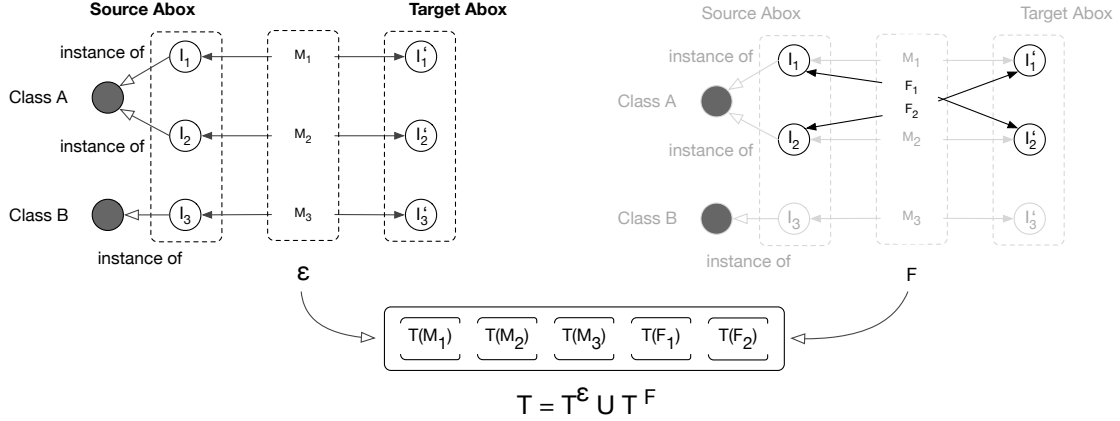 Source Abox
Target Abox
instance of
I1
M1
I'1
Class A
I2
M2
I'2
instance of
Class B
I3
M3
I'3
instance of
ε
Source Abox
Target Abox
instance of
I1
M1
I'1
F1
Class A
F2
I2
M2
I'2
instance of
Class B
I3
M3
I'3
instance of
F
T(M1) T(M2) T(M3) T(F1) T(F2)
T = T^ε U T^F